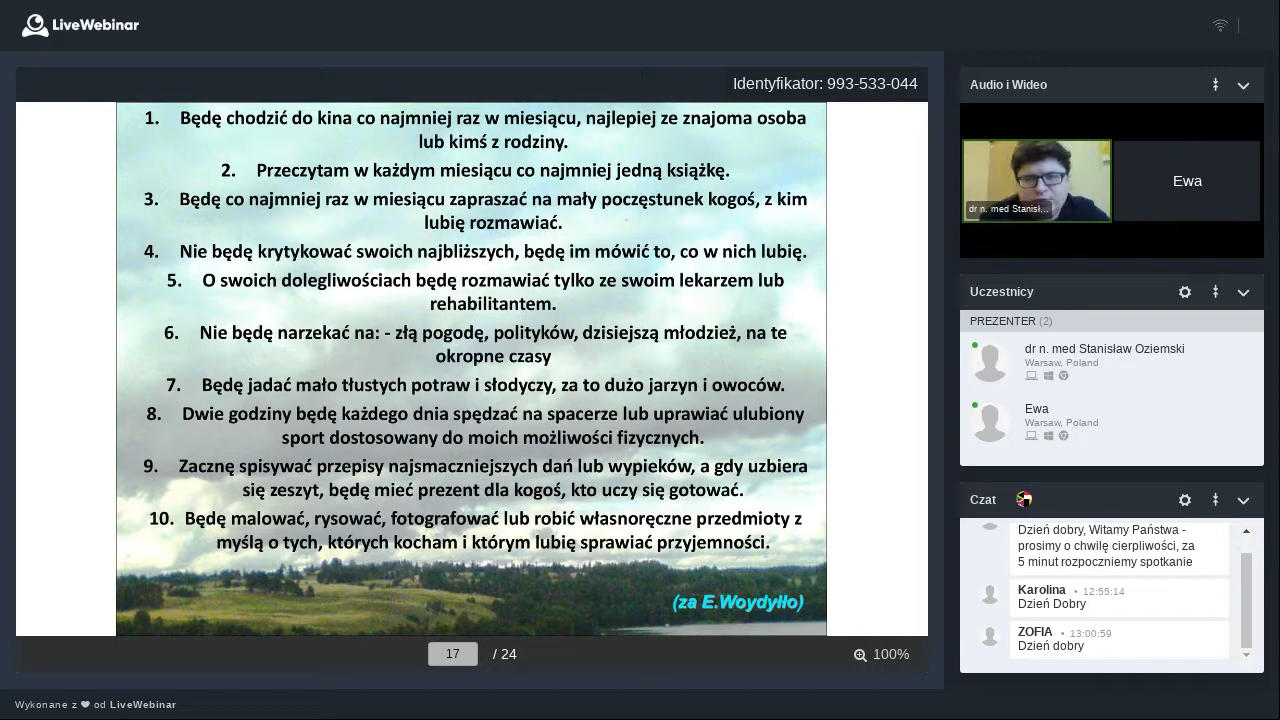 LiveWebinar
Identyfikator: 993-533-044
1. Będę chodzić do kina co najmniej raz w miesiącu, najlepiej ze znajoma osoba
lub kimś z rodziny.
2. Przeczytam w każdym miesiącu co najmniej jedną książkę.
3. Będę co najmniej raz w miesiącu zapraszać na mały poczęstunek kogoś, z kim
lubię rozmawiać.
4. Nie będę krytykować swoich najbliższych, będę im mówić to, co w nich lubię.
5. O swoich dolegliwościach będę rozmawiać tylko ze swoim lekarzem lub
rehabilitantem.
6. Nie będę narzekać na: - złą pogodę, polityków, dzisiejszą młodzież, na te
okropne czasy
7. Będę jadać mało tłustych potraw i słodyczy, za to dużo jarzyn i owoców.
8. Dwie godziny będę każdego dnia spędzać na spacerze lub uprawiać ulubiony
sport dostosowany do moich możliwości fizycznych.
9. Zacznę spisywać przepisy najsmaczniejszych dań lub wypieków, a gdy uzbiera
się zeszyt, będę mieć prezent dla kogoś, kto uczy się gotować.
10. Będę malować, rysować, fotografować lub robić własnoręczne przedmioty z
myślą o tych, których kocham i którym lubię sprawiać przyjemności.
(za E.Woydyłło)
17 / 24
100%
Audio i Wideo
dr n. med Stanisł...
Ewa
Uczestnicy
PREZENTER (2)
dr n. med Stanisław Oziemski
Warsaw, Poland
Ewa
Warsaw, Poland
Czat
Dzień dobry, Witamy Państwa -
prosimy o chwilę cierpliwości, za
5 minut rozpoczniemy spotkanie
Karolina • 12:55:14
Dzień Dobry
ZOFIA • 13:00:59
Dzień dobry
Wykonane z ❤ od LiveWebinar